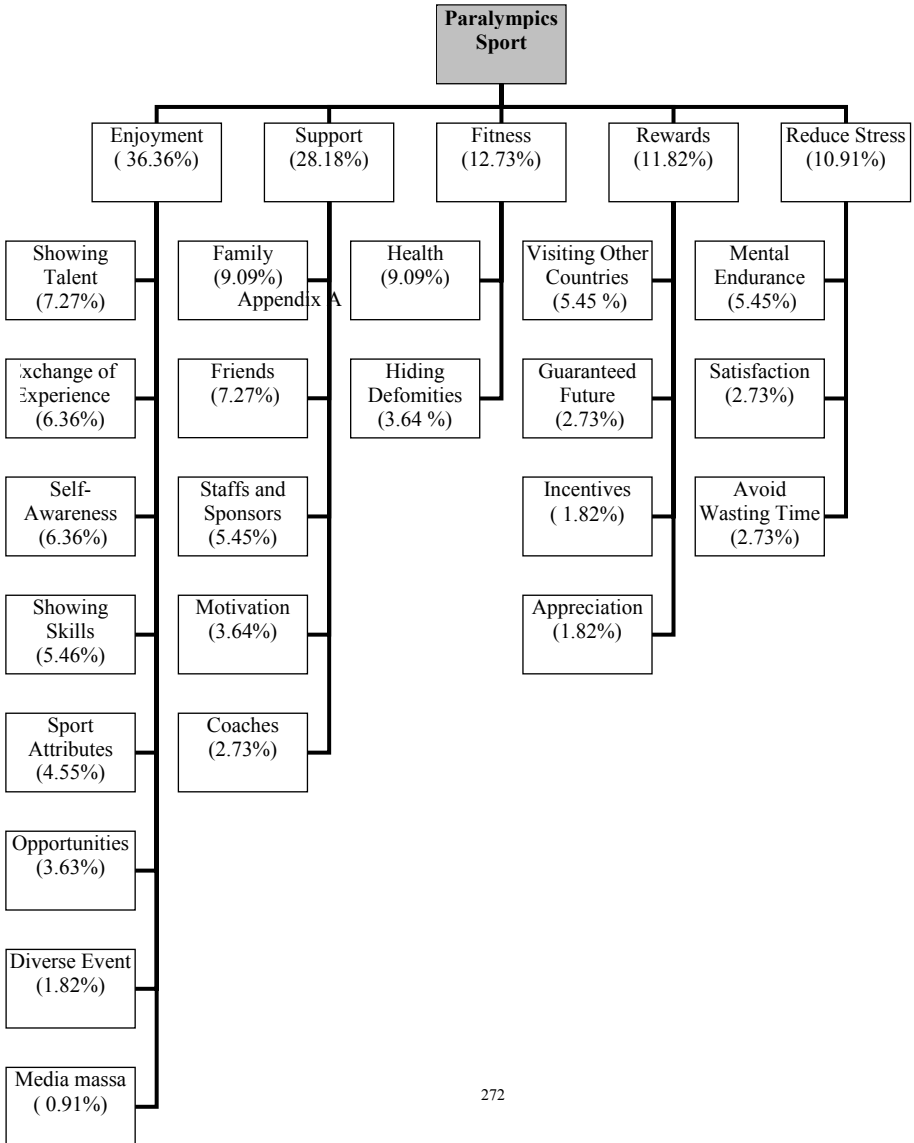 Paralympics
Sport
Enjoyment
( 36.36%)
Support
(28.18%)
Fitness
(12.73%)
Rewards
(11.82%)
Reduce Stress
(10.91%)
Showing
Talent
(7.27%)
Family
(9.09%)
Appendix A
Health
(9.09%)
Visiting Other
Countries
(5.45 %)
Mental
Endurance
(5.45%)
xchange of
Experience
(6.36%)
Friends
(7.27%)
Hiding
Defomities
(3.64 %)
Guaranteed
Future
(2.73%)
Satisfaction
(2.73%)
Self-
Awareness
(6.36%)
Staffs and
Sponsors
(5.45%)
Incentives
( 1.82%)
Avoid
Wasting Time
(2.73%)
Showing
Skills
(5.46%)
Motivation
(3.64%)
Appreciation
(1.82%)
Sport
Attributes
(4.55%)
Coaches
(2.73%)
Opportunities
(3.63%)
Diverse Event
(1.82%)
Media massa
( 0.91%)
272